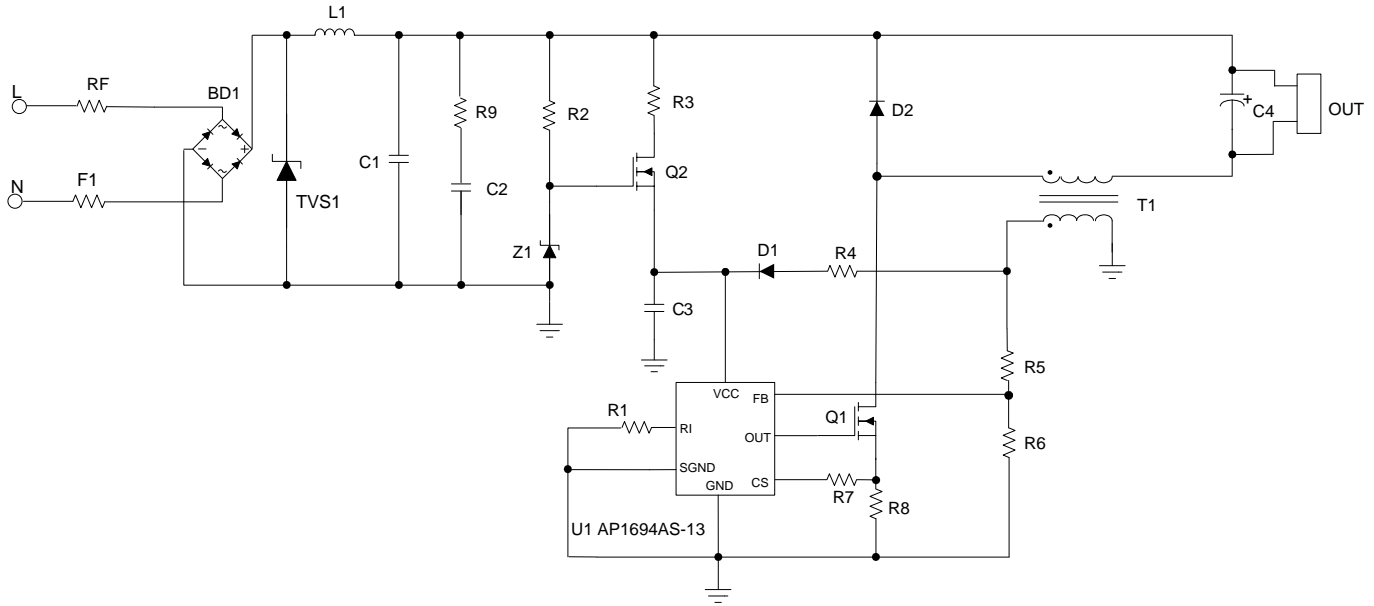 L1
L
RF
BD1
~
-
+
~
N
F1
TVS1
C1
R9
C2
R2
Z1
R3
Q2
C3
D1
R4
D2
C4
+
OUT
T1
R5
R6
VCC
FB
RI
OUT
SGND
CS
GND
R1
Q1
R7
R8
U1 AP1694AS-13